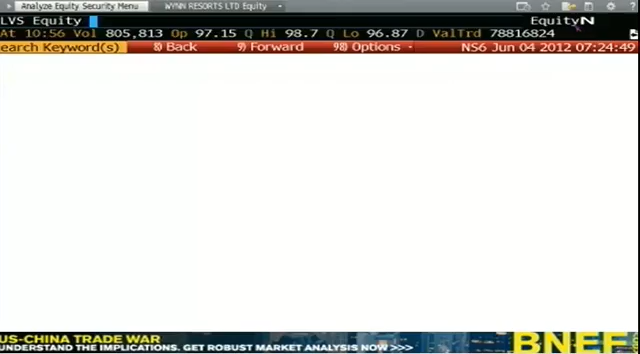 Analyze Equity Security Menu WYNN RESORTS LTD Equity
LVS Equity EquityN
At 10:56 Vol 805,813 Op 97.15 Q Hi 98.7 Q Lo 96.87 D ValTrd 78816824
earch Keyword(s) 8) Back 9) Forward 98) Options NS6 Jun 04 2012 07:24:49
US-CHINA TRADE WAR
UNDERSTAND THE IMPLICATIONS. GET ROBUST MARKET ANALYSIS NOW >>>
BNEF